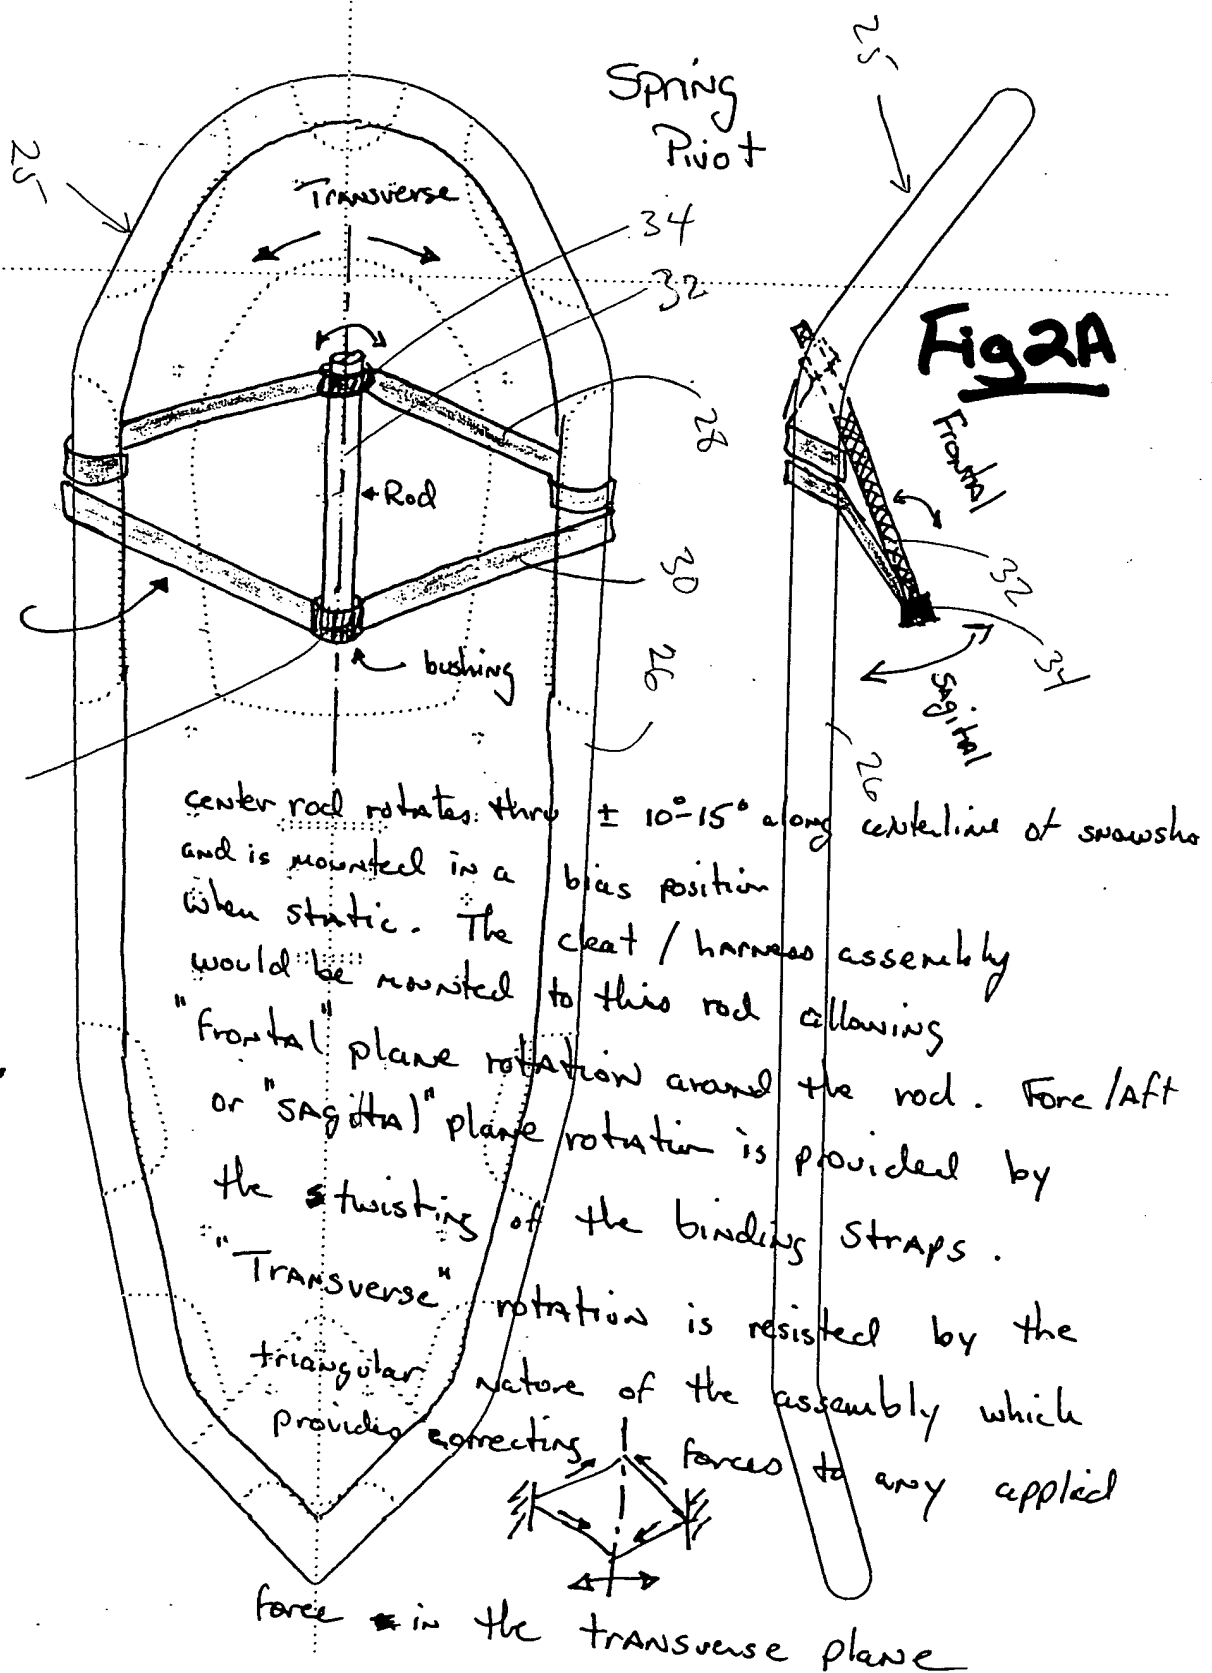 Spring
Pivot
25
25
Transverse
34
32
Fig 2A
28
Frontal
Rod
30
32
bushing
26
34
Sagital
26
center rod rotates thru ± 10°-15° along centerline of snowsho
and is mounted in a bias position
when static. The cleat / harness assembly
would be mounted to this rod allowing
"frontal" plane rotation around the rod. Fore/Aft
or "sagittal" plane rotation is provided by
the twisting of the binding straps.
"Transverse" rotation is resisted by the
triangular nature of the assembly which
provides correcting forces to any applied
force in the transverse plane